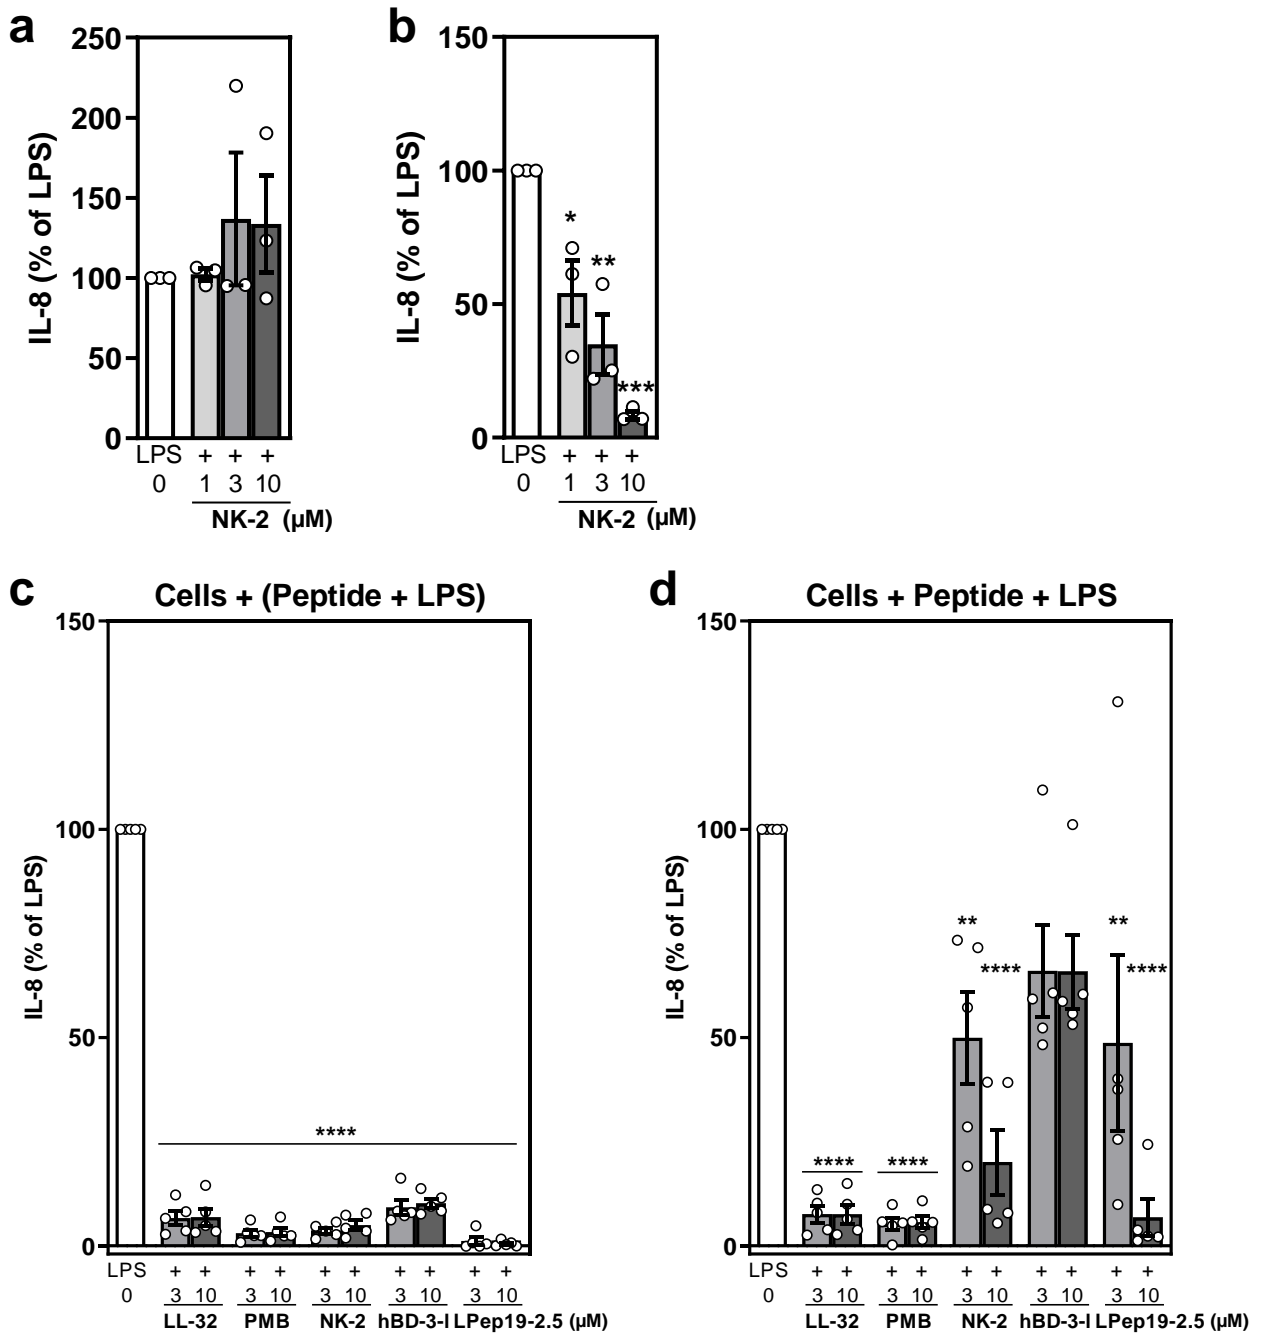 a
IL-8 (% of LPS)
250
200
150
100
50
0
LPS + + +
0 1 3 10
NK-2 (µM)
b
IL-8 (% of LPS)
150
100
50
0
*
**
***
LPS + + +
0 1 3 10
NK-2 (µM)
c
Cells + (Peptide + LPS)
IL-8 (% of LPS)
150
100
50
0
****
LPS + + + + + + + + + +
0 3 10 3 10 3 10 3 10 3 10
LL-32 PMB NK-2 hBD-3-l LPep19-2.5 (µM)
d
Cells + Peptide + LPS
IL-8 (% of LPS)
150
100
50
0
**** **** ** **** ** ****
LPS + + + + + + + + + +
0 3 10 3 10 3 10 3 10 3 10
LL-32 PMB NK-2 hBD-3-l LPep19-2.5 (µM)